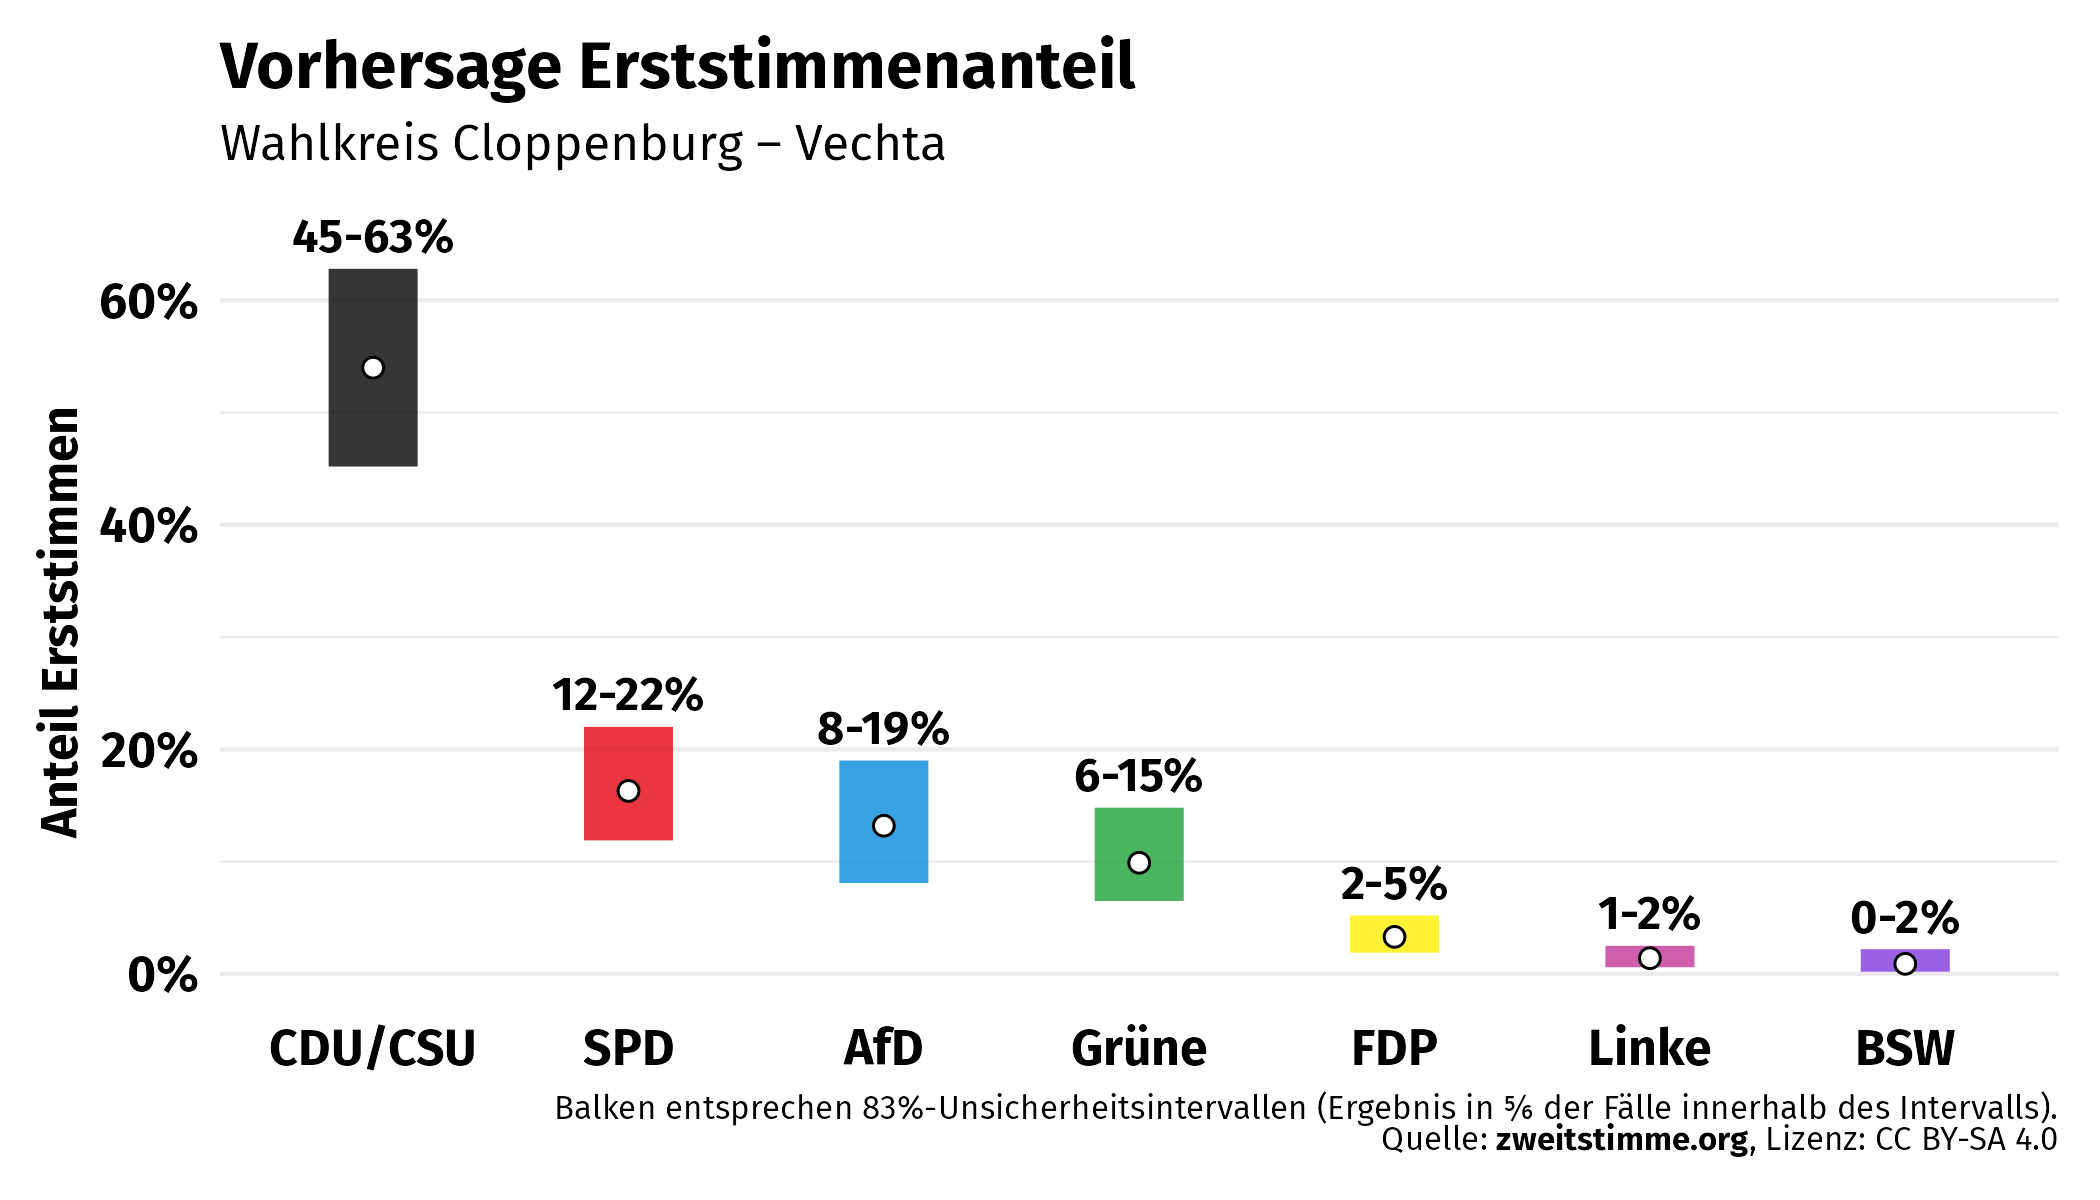 Vorhersage Erststimmenanteil
Wahlkreis Cloppenburg – Vechta
45-63%
60%
40%
12-22%
8-19%
20%
6-15%
2-5%
1-2%
0-2%
0%
Anteil Erststimmen
CDU/CSU SPD AfD Grüne FDP Linke BSW
Balken entsprechen 83%-Unsicherheitsintervallen (Ergebnis in ⅚ der Fälle innerhalb des Intervalls).
Quelle: zweitstimme.org, Lizenz: CC BY-SA 4.0